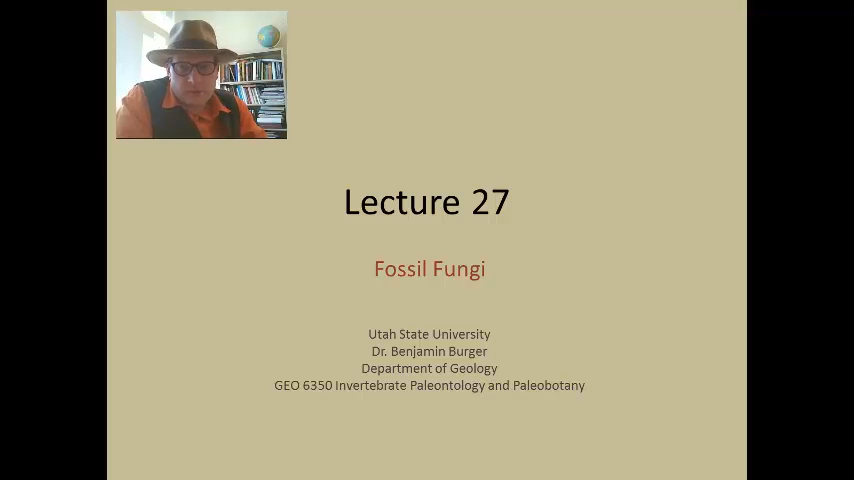 Lecture 27
Fossil Fungi
Utah State University
Dr. Benjamin Burger
Department of Geology
GEO 6350 Invertebrate Paleontology and Paleobotany